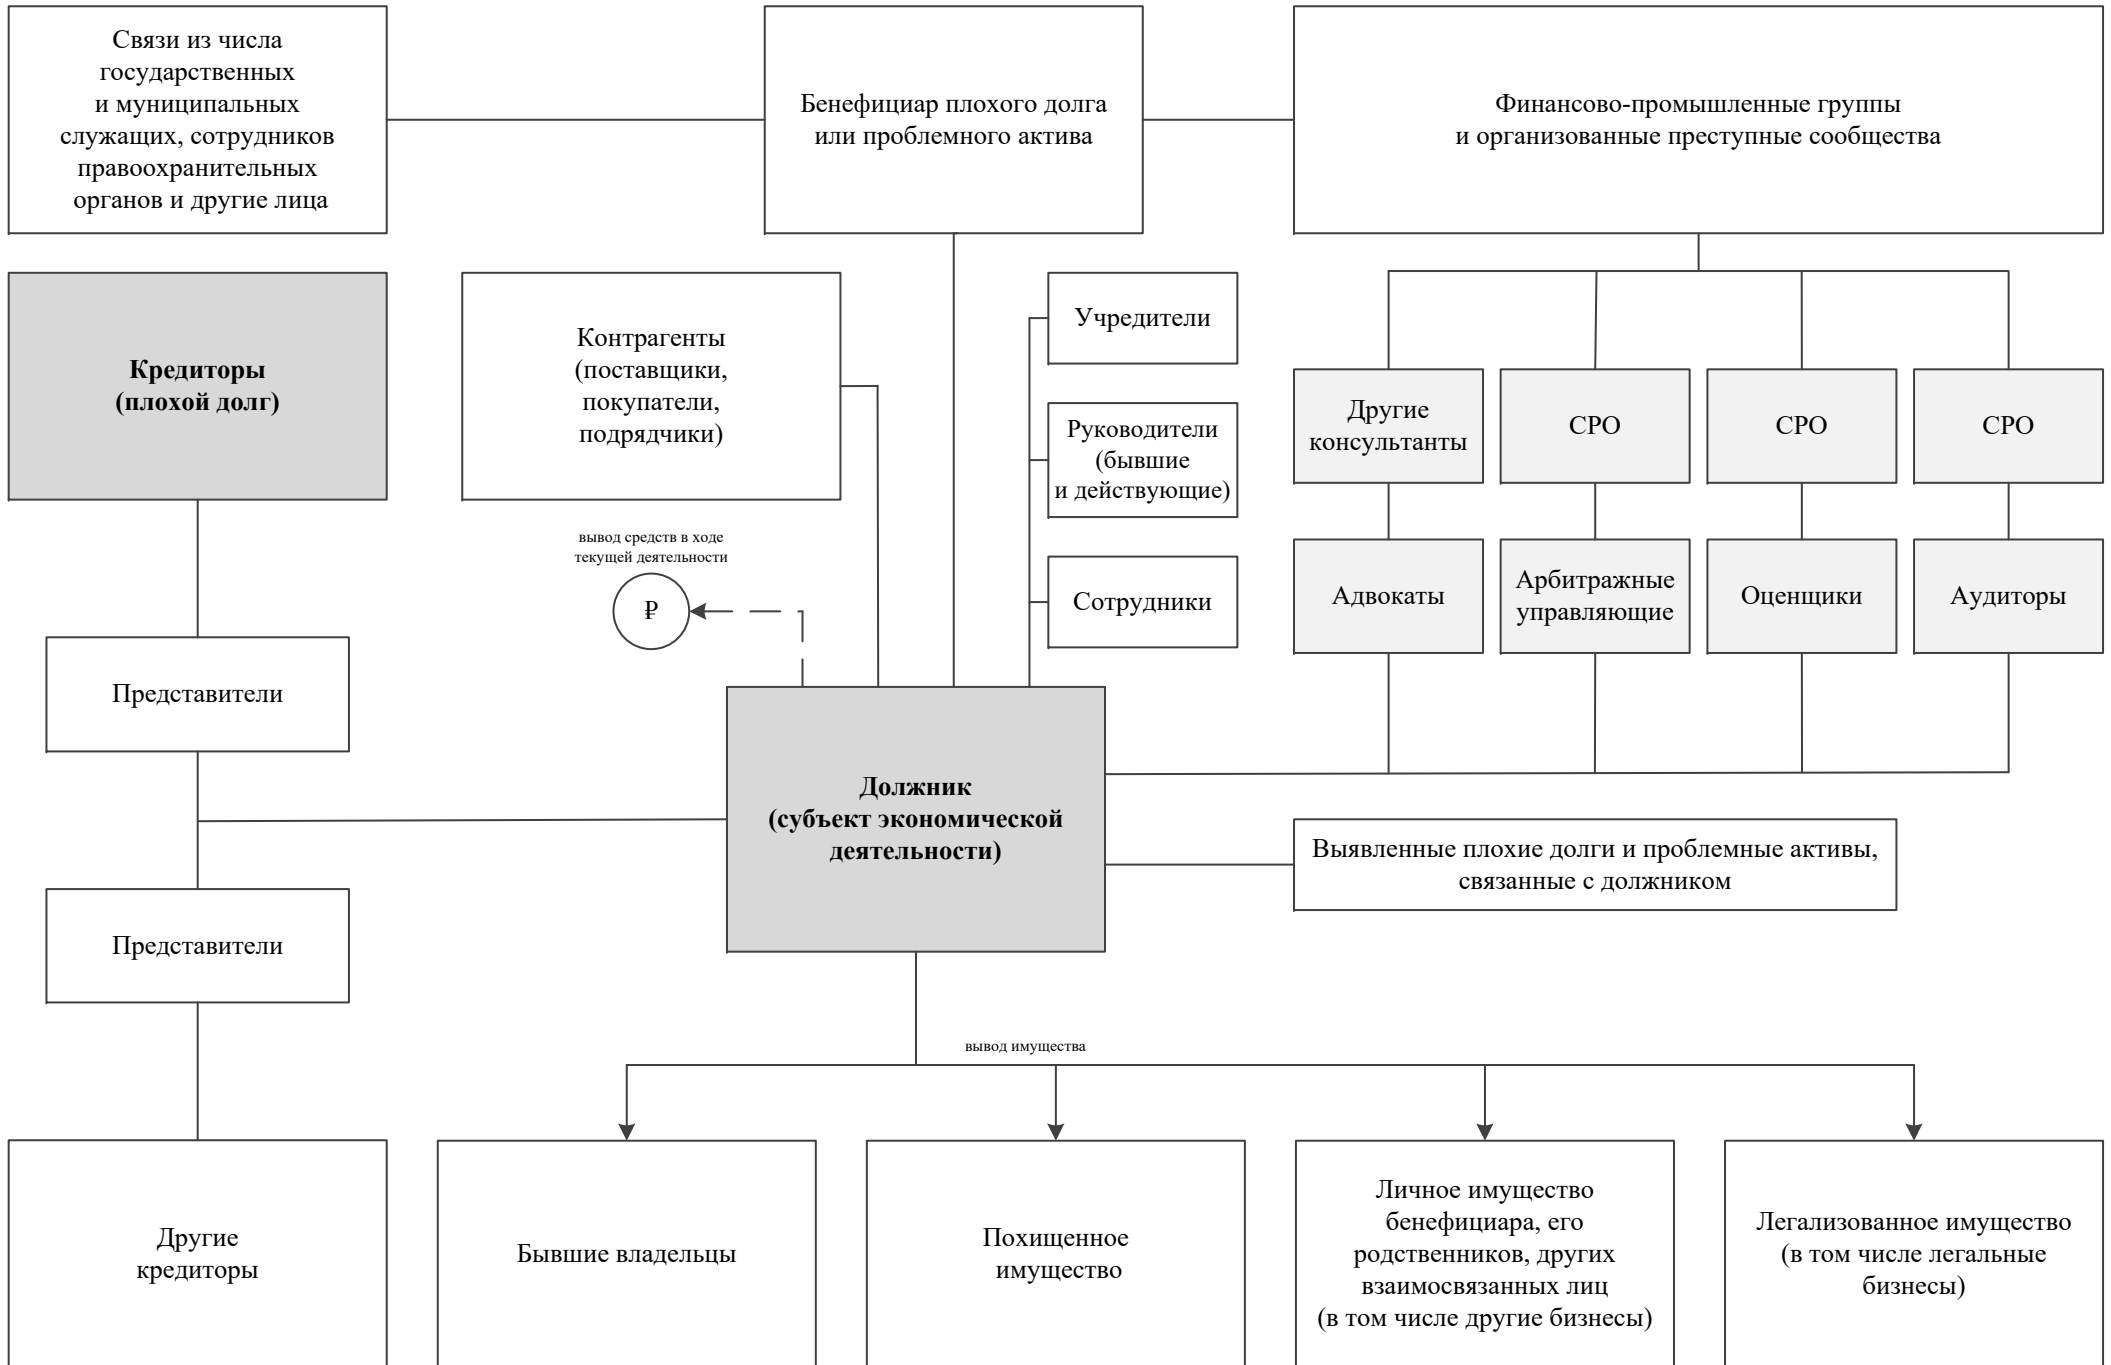 Связи из числа
государственных
и муниципальных
служащих, сотрудников
правоохранительных
органов и другие лица
Бенефициар плохого долга
или проблемного актива
Финансово-промышленные группы
и организованные преступные сообщества
Кредиторы
(плохой долг)
Контрагенты
(поставщики,
покупатели,
подрядчики)
Учредители
Руководители
(бывшие
и действующие)
Сотрудники
Другие
консультанты
СРО
СРО
СРО
Адвокаты
Арбитражные
управляющие
Оценщики
Аудиторы
вывод средств в ходе
текущей деятельности
₽
Представители
Должник
(субъект экономической
деятельности)
Выявленные плохие долги и проблемные активы,
связанные с должником
Представители
вывод имущества
Другие
кредиторы
Бывшие владельцы
Похищенное
имущество
Личное имущество
бенефициара, его
родственников, других
взаимосвязанных лиц
(в том числе другие бизнесы)
Легализованное имущество
(в том числе легальные
бизнесы)